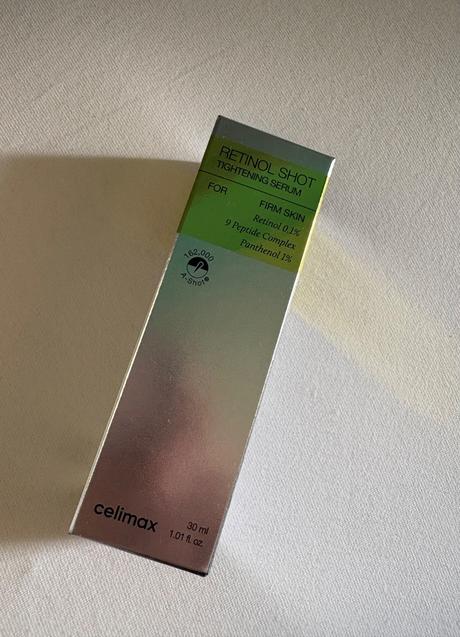 RETINOL SHOT
TIGHTENING SERUM
FOR FIRM SKIN
Retinol 0.1%
9 Peptide Complex
Panthenol 1%
162,000
A-Shot®
celimax
30 ml
1.01 fl. oz.